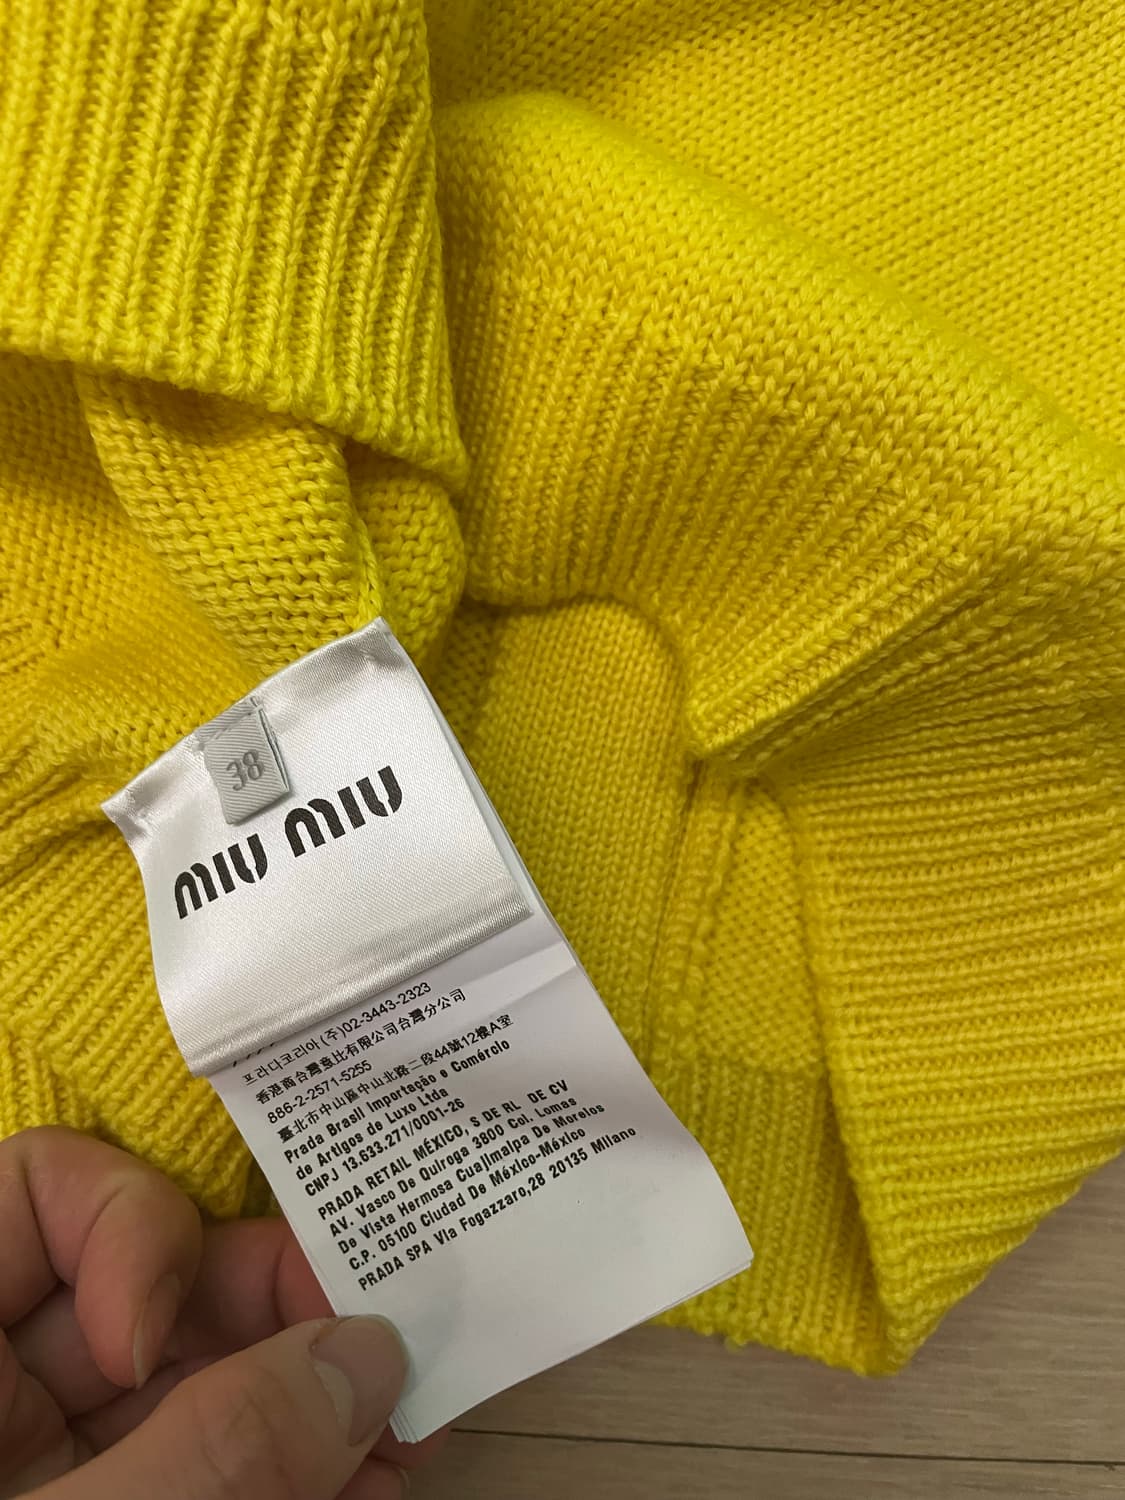 38
MIU MIU
프라다코리아(주)02-3443-2323
香港商台灣普比有限公司台灣分公司
886-2-2571-5255
臺北市中山區中山北路二段44號12樓A室
Prada Brasil Importação e Comércio
de Artigos de Luxo Ltda
CNPJ 13.633.271/0001-26
PRADA RETAIL MÉXICO, S DE RL DE CV
AV. Vasco De Quiroga 3800 Col. Lomas
De Vista Hermosa Cuajimalpa De Morelos
C.P. 05100 Ciudad De México-México
PRADA SPA Via Fogazzaro,28 20135 Milano